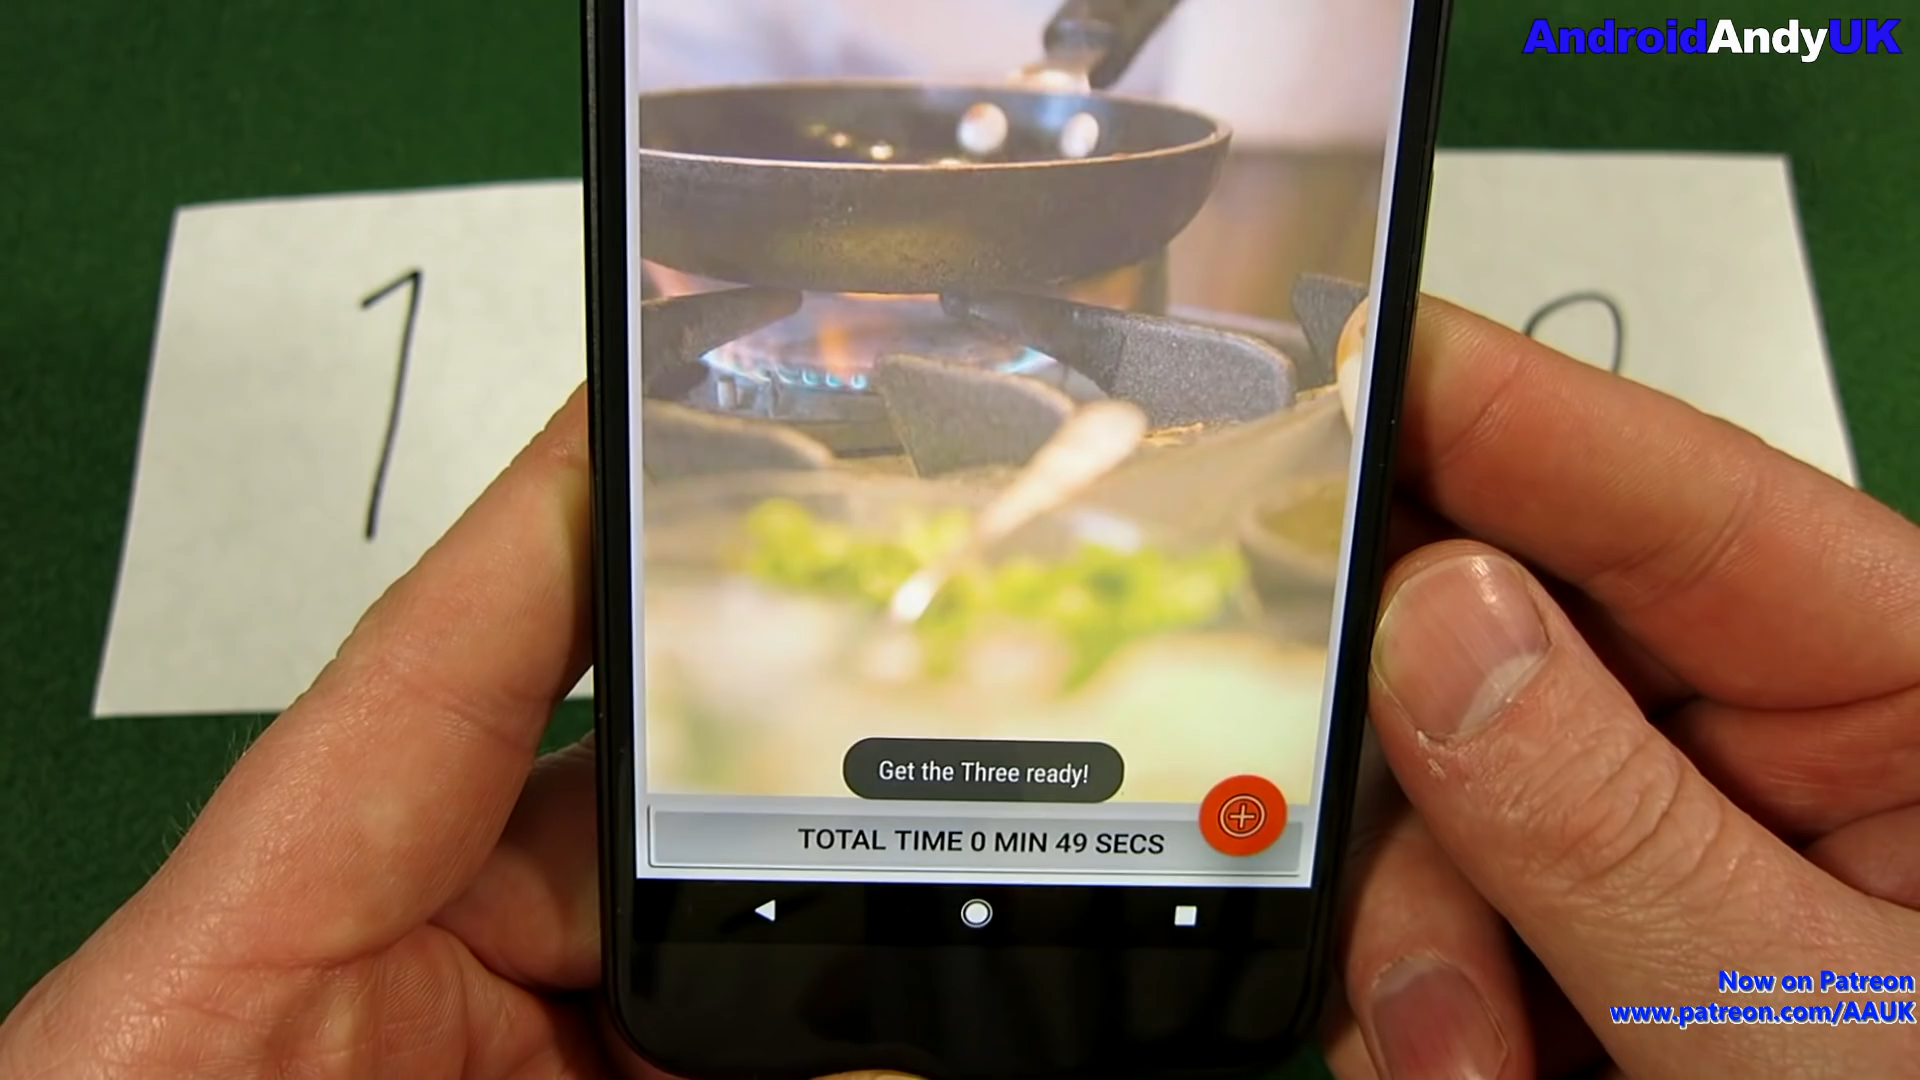 AndroidAndyUK
1
Get the Three ready!
TOTAL TIME 0 MIN 49 SECS
Now on Patreon
www.patreon.com/AAUK